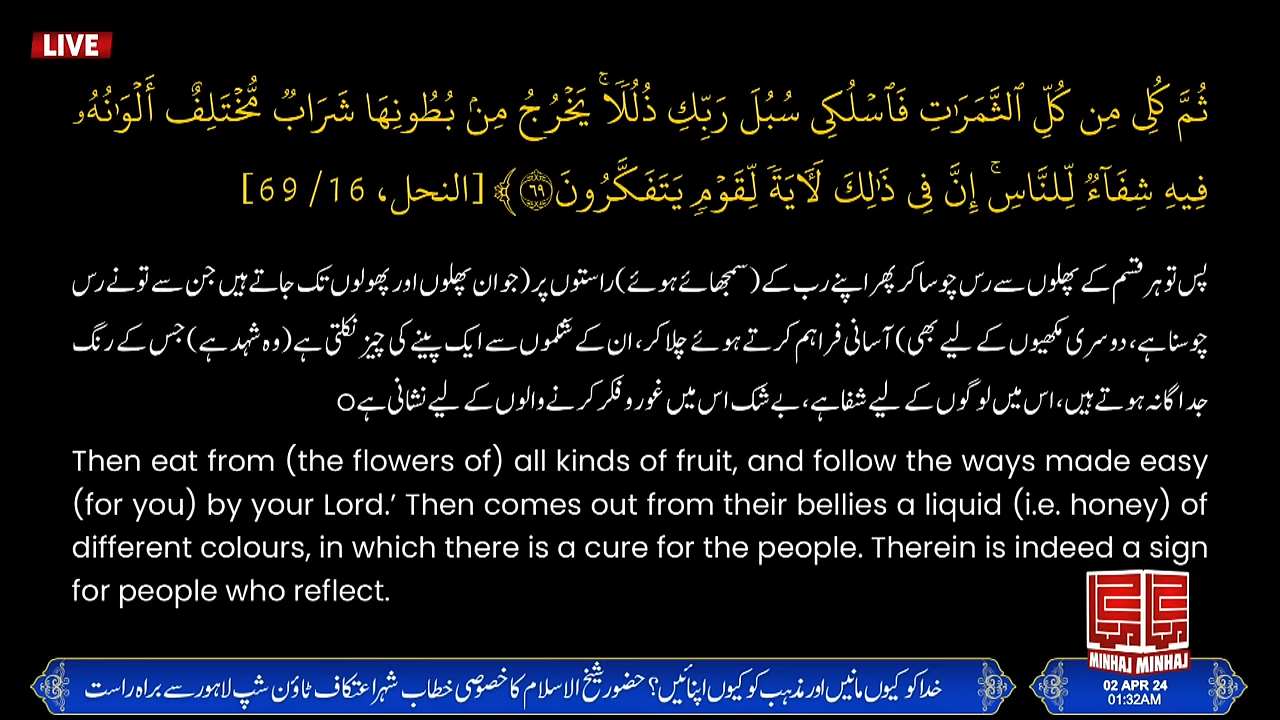 LIVE
ثُمَّ كُلِى مِن كُلِّ ٱلثَّمَرَٰتِ فَٱسۡلُكِى سُبُلَ رَبِّكِ ذُلُلٗاۚ يَخۡرُجُ مِنۢ بُطُونِهَا شَرَابٞ مُّخۡتَلِفٌ أَلۡوَٰنُهُۥ
فِيهِ شِفَآءٞ لِّلنَّاسِۚ إِنَّ فِى ذَٰلِكَ لَأٓيَةٗ لِّقَوۡمٖ يَتَفَكَّرُونَ ۝٦٩﴾ [النحل، 16/ 69]
پس تو ہر قسم کے پھلوں سے رس چوسا کر پھر اپنے رب کے (سمجھائے ہوئے) راستوں پر (جو ان پھلوں اور پھولوں تک جاتے ہیں جن سے تو نے رس
چوسنا ہے، دوسری مکھیوں کے لیے بھی) آسانی فراہم کرتے ہوئے چلا کر، ان کے شکموں سے ایک پینے کی چیز نکلتی ہے (وہ شہد ہے) جس کے رنگ
جداگانہ ہوتے ہیں، اس میں لوگوں کے لیے شفا ہے، بے شک اس میں غور و فکر کرنے والوں کے لیے نشانی ہےo
Then eat from (the flowers of) all kinds of fruit, and follow the ways made easy
(for you) by your Lord.’ Then comes out from their bellies a liquid (i.e. honey) of
different colours, in which there is a cure for the people. Therein is indeed a sign
for people who reflect.
MINHAJ MINHAJ
خدا کو کیوں مانیں اور مذہب کو کیوں اپنائیں؟ حضور شیخ الاسلام کا خصوصی خطاب شہر اعتکاف ٹاؤن شپ لاہور سے براہ راست
02 APR 24
01:32AM